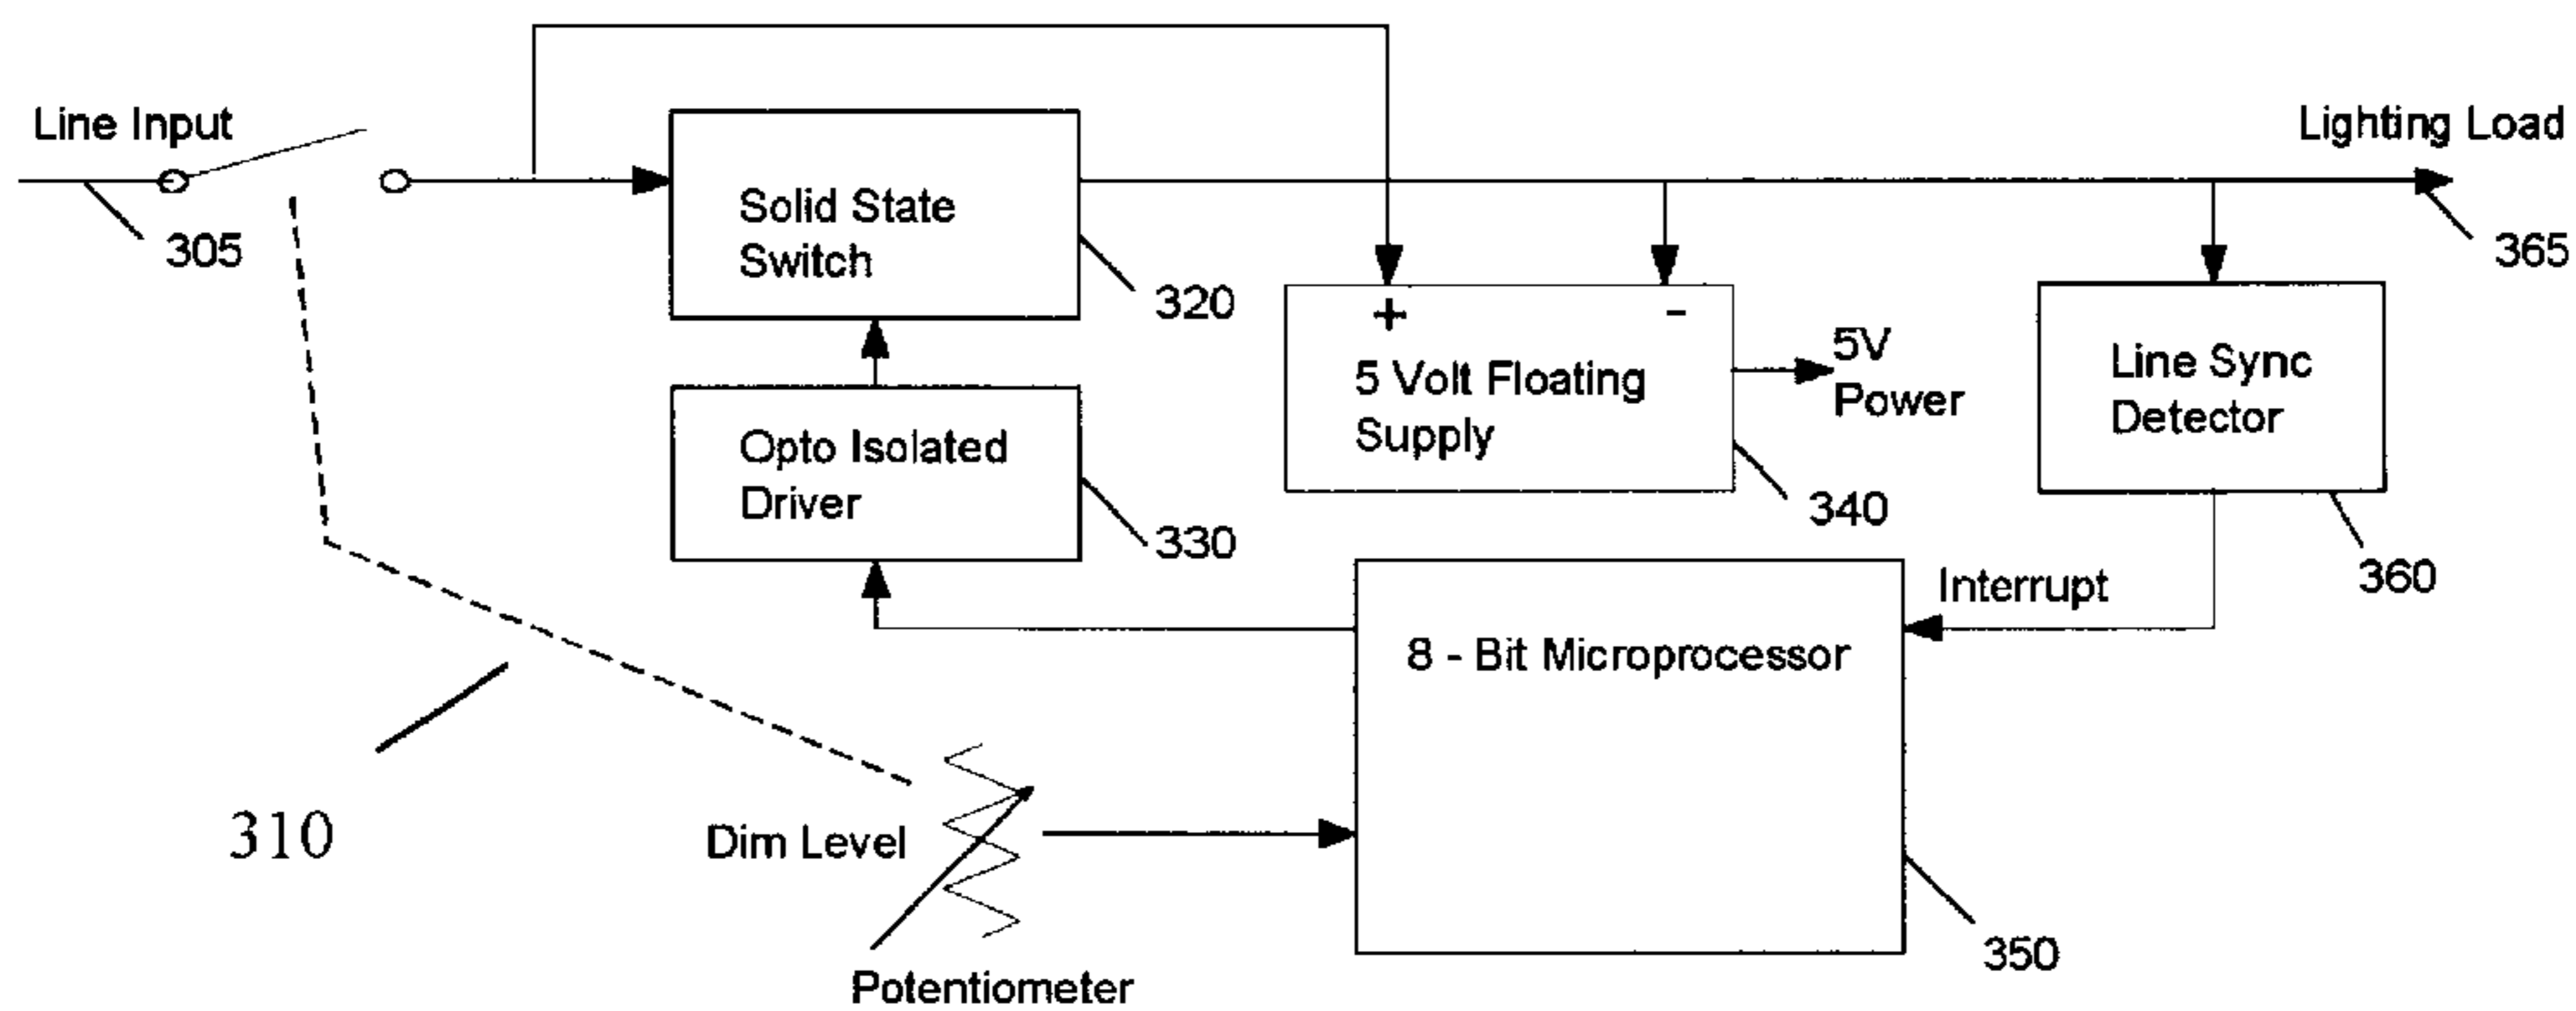 Line Input
Lighting Load
305
Solid State
Switch
320
365
+
-
5 Volt Floating
Supply
5V
Power
340
Line Sync
Detector
360
Opto Isolated
Driver
330
Interrupt
8 - Bit Microprocessor
350
310
Dim Level
Potentiometer